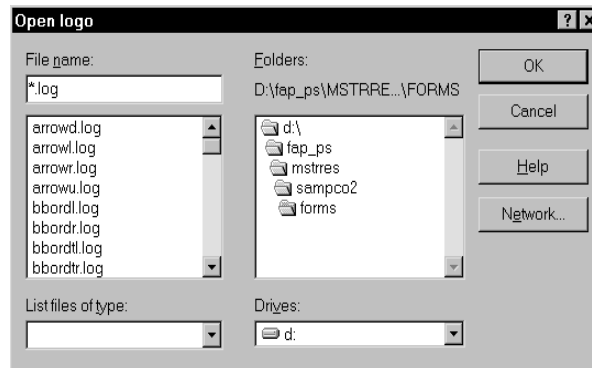 Open logo
File name:
*.log
arrowd.log
arrowl.log
arrowr.log
arrowu.log
bbordl.log
bbordr.log
bbordtl.log
bbordtr.log
List files of type:
Folders:
D:\fap_ps\MSTRRE...\FORMS
d:\
fap_ps
mstrres
sampco2
forms
Drives:
d:
OK
Cancel
Help
Network...